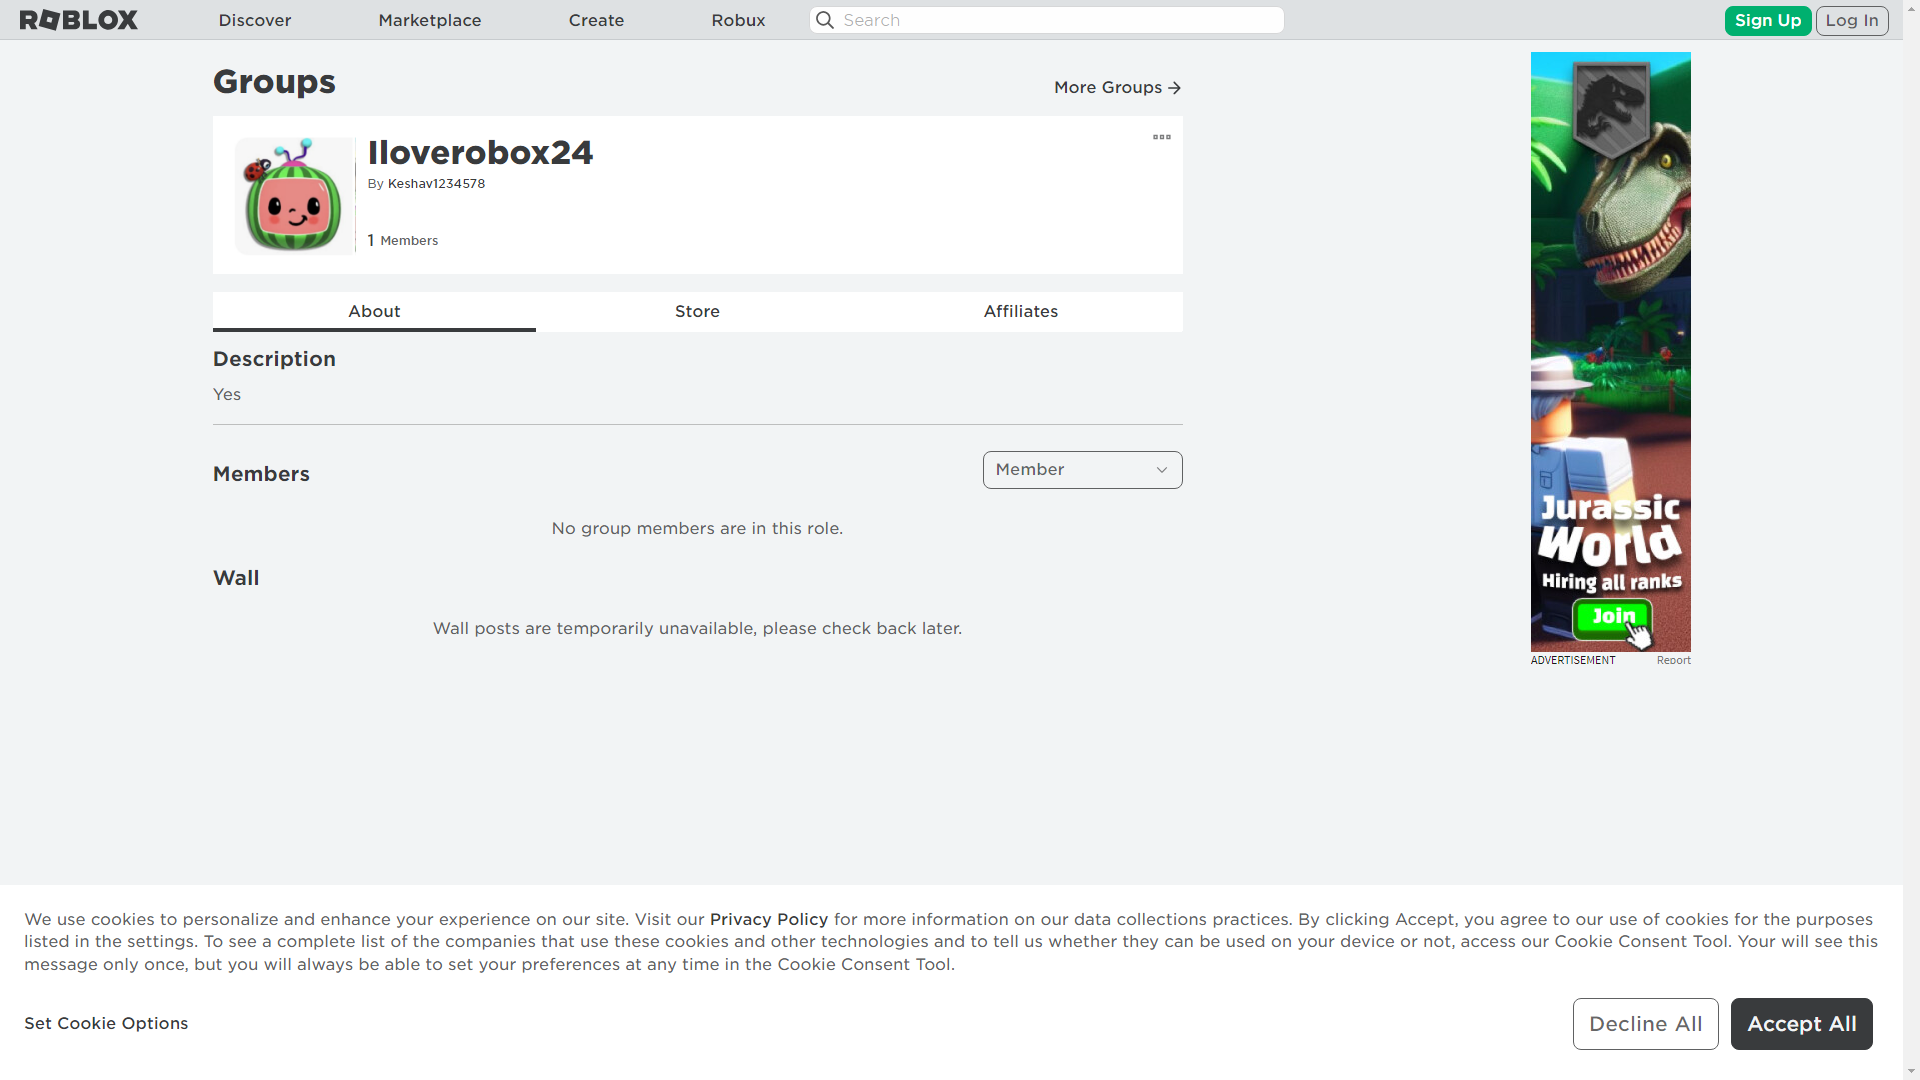 ROBLOX
Discover
Marketplace
Create
Robux
Search
Sign Up
Log In
Groups
More Groups
Iloverobox24
By Keshav1234578
1 Members
About
Store
Affiliates
Description
Yes
Members
Member
No group members are in this role.
Wall
Wall posts are temporarily unavailable, please check back later.
Jurassic
World
Hiring all ranks
Join
ADVERTISEMENT
Report
We use cookies to personalize and enhance your experience on our site. Visit our Privacy Policy for more information on our data collections practices. By clicking Accept, you agree to our use of cookies for the purposes
listed in the settings. To see a complete list of the companies that use these cookies and other technologies and to tell us whether they can be used on your device or not, access our Cookie Consent Tool. Your will see this
message only once, but you will always be able to set your preferences at any time in the Cookie Consent Tool.
Set Cookie Options
Decline All
Accept All